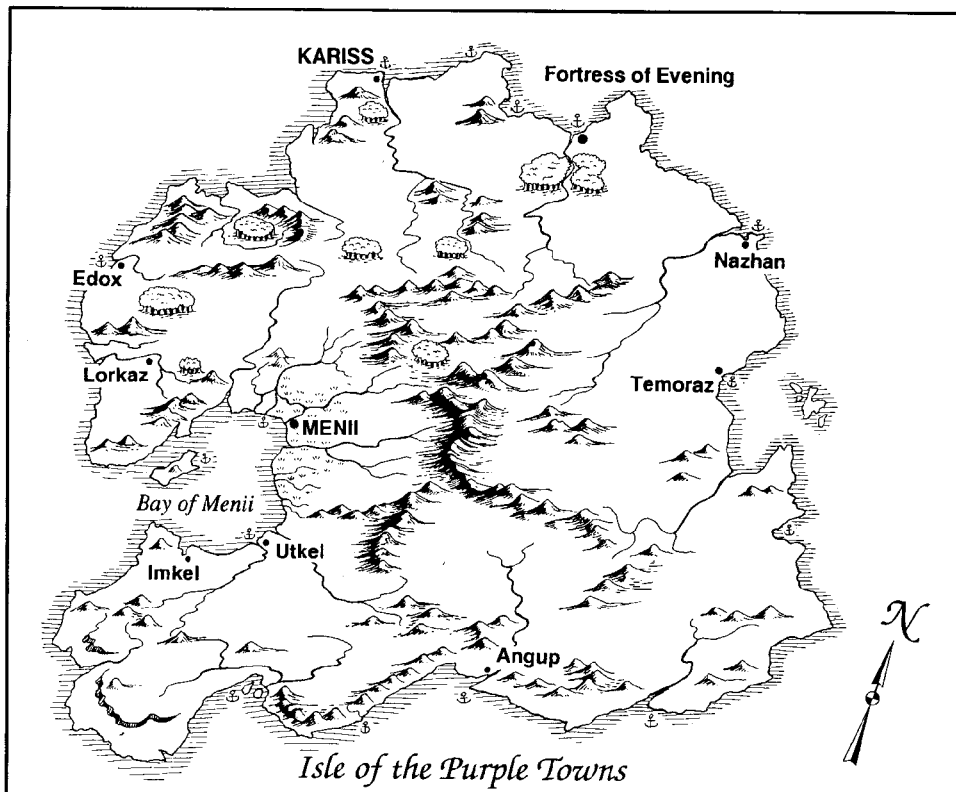 KARISS
Fortress of Evening
Nazhan
Edox
Lorkaz
Temoraz
MENII
Bay of Menii
Utkel
Imkel
Angup
N
Isle of the Purple Towns